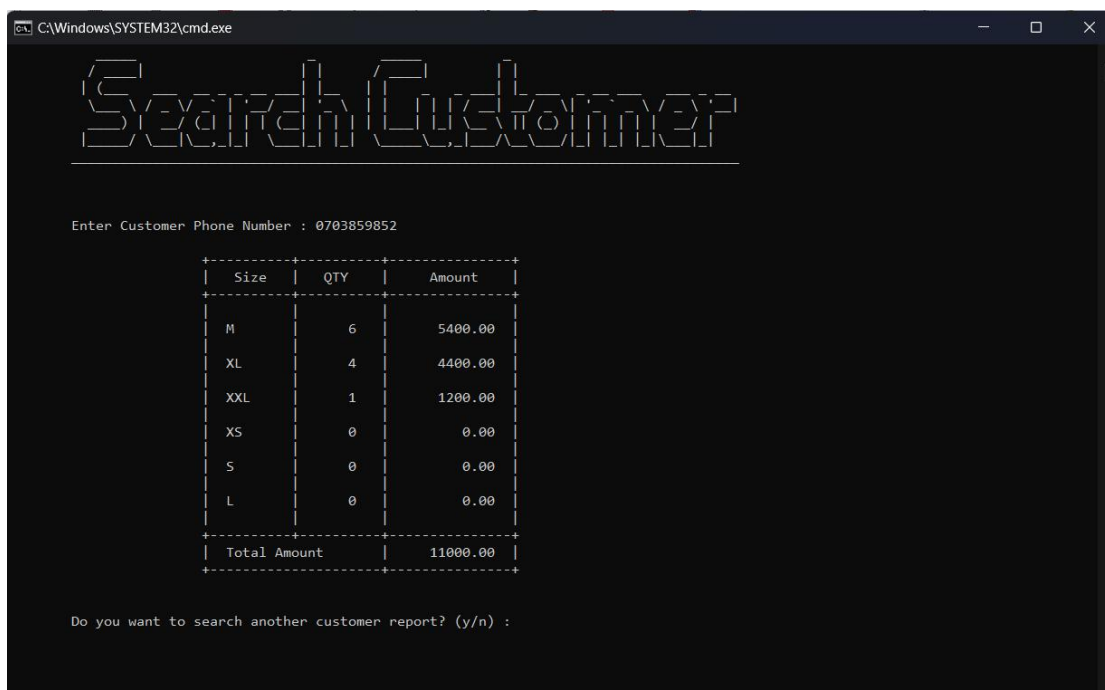 C:\Windows\SYSTEM32\cmd.exe
Search Customer
Enter Customer Phone Number : 0703859852
Size QTY Amount
M 6 5400.00
XL 4 4400.00
XXL 1 1200.00
XS 0 0.00
S 0 0.00
L 0 0.00
Total Amount 11000.00
Do you want to search another customer report? (y/n) :